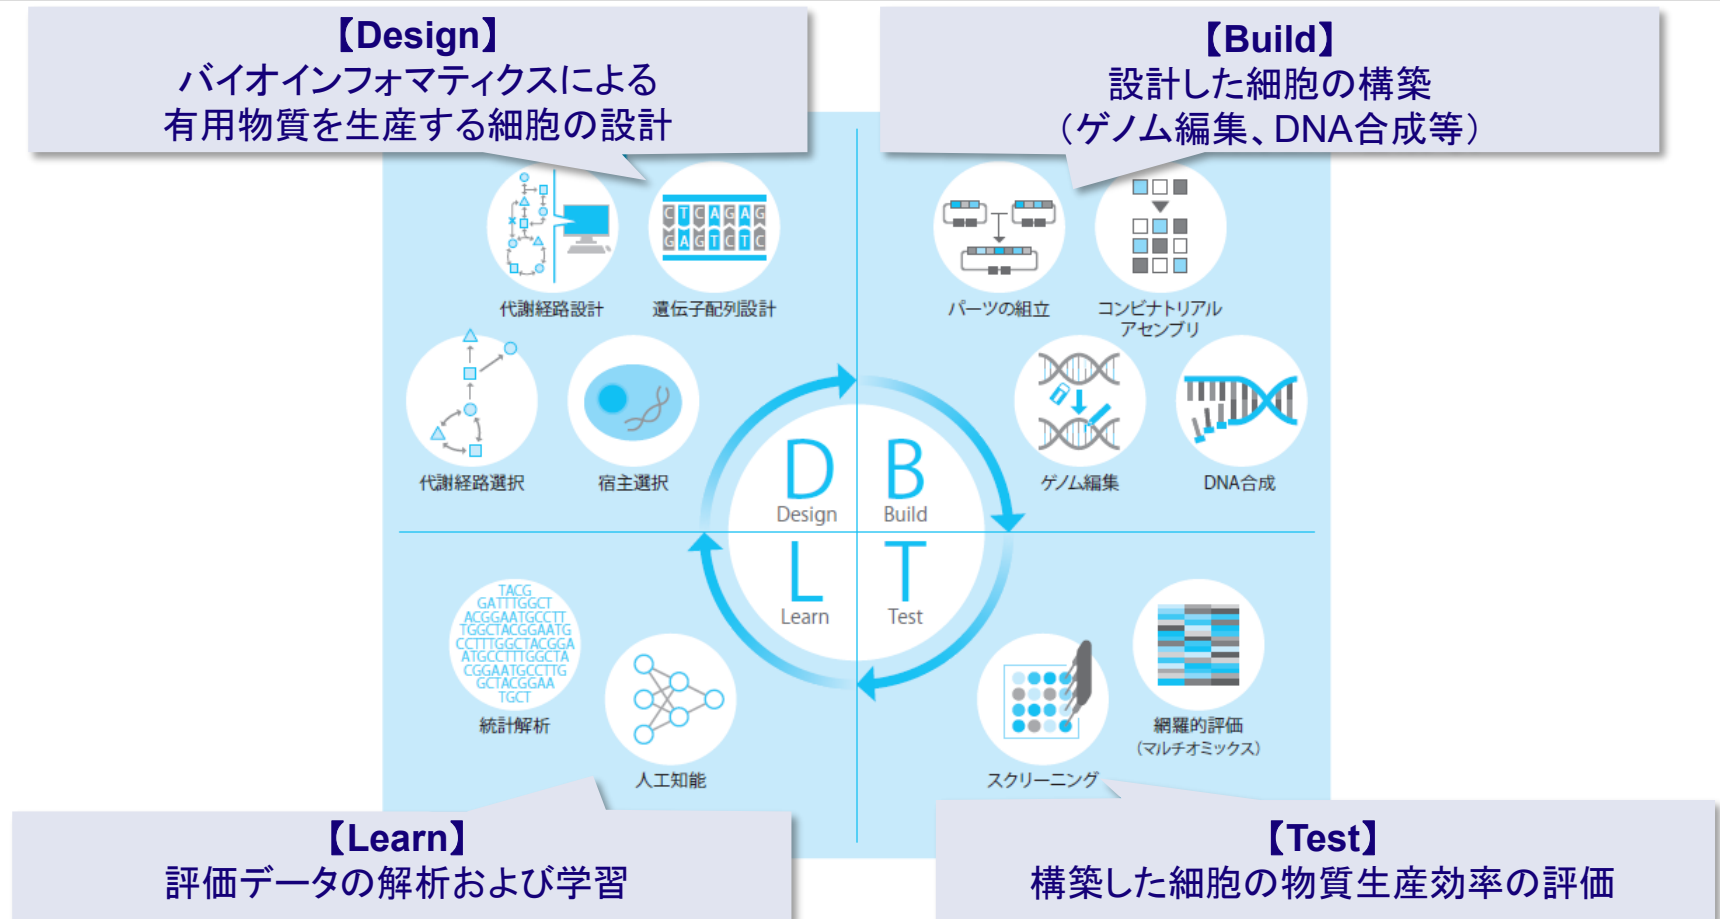 【Design】
バイオインフォマティクスによる
有用物質を生産する細胞の設計
【Build】
設計した細胞の構築
（ゲノム編集、DNA合成等）
CTCAGAG
GAGTCTC
代謝経路設計
遺伝子配列設計
パーツの組立
コンビナトリアル
アセンブリ
代謝経路選択
宿主選択
ゲノム編集
DNA合成
D
Design
B
Build
L
Learn
T
Test
TACG
GATTTGGCT
ACGGAATGCCTT
TGGCTACGGAATG
CCTTTGGCTACGGA
ATGCCTTTGGCTA
CGGAATGCCTTG
GCTACGGAA
TGCT
統計解析
人工知能
スクリーニング
網羅的評価
（マルチオミックス）
【Learn】
評価データの解析および学習
【Test】
構築した細胞の物質生産効率の評価